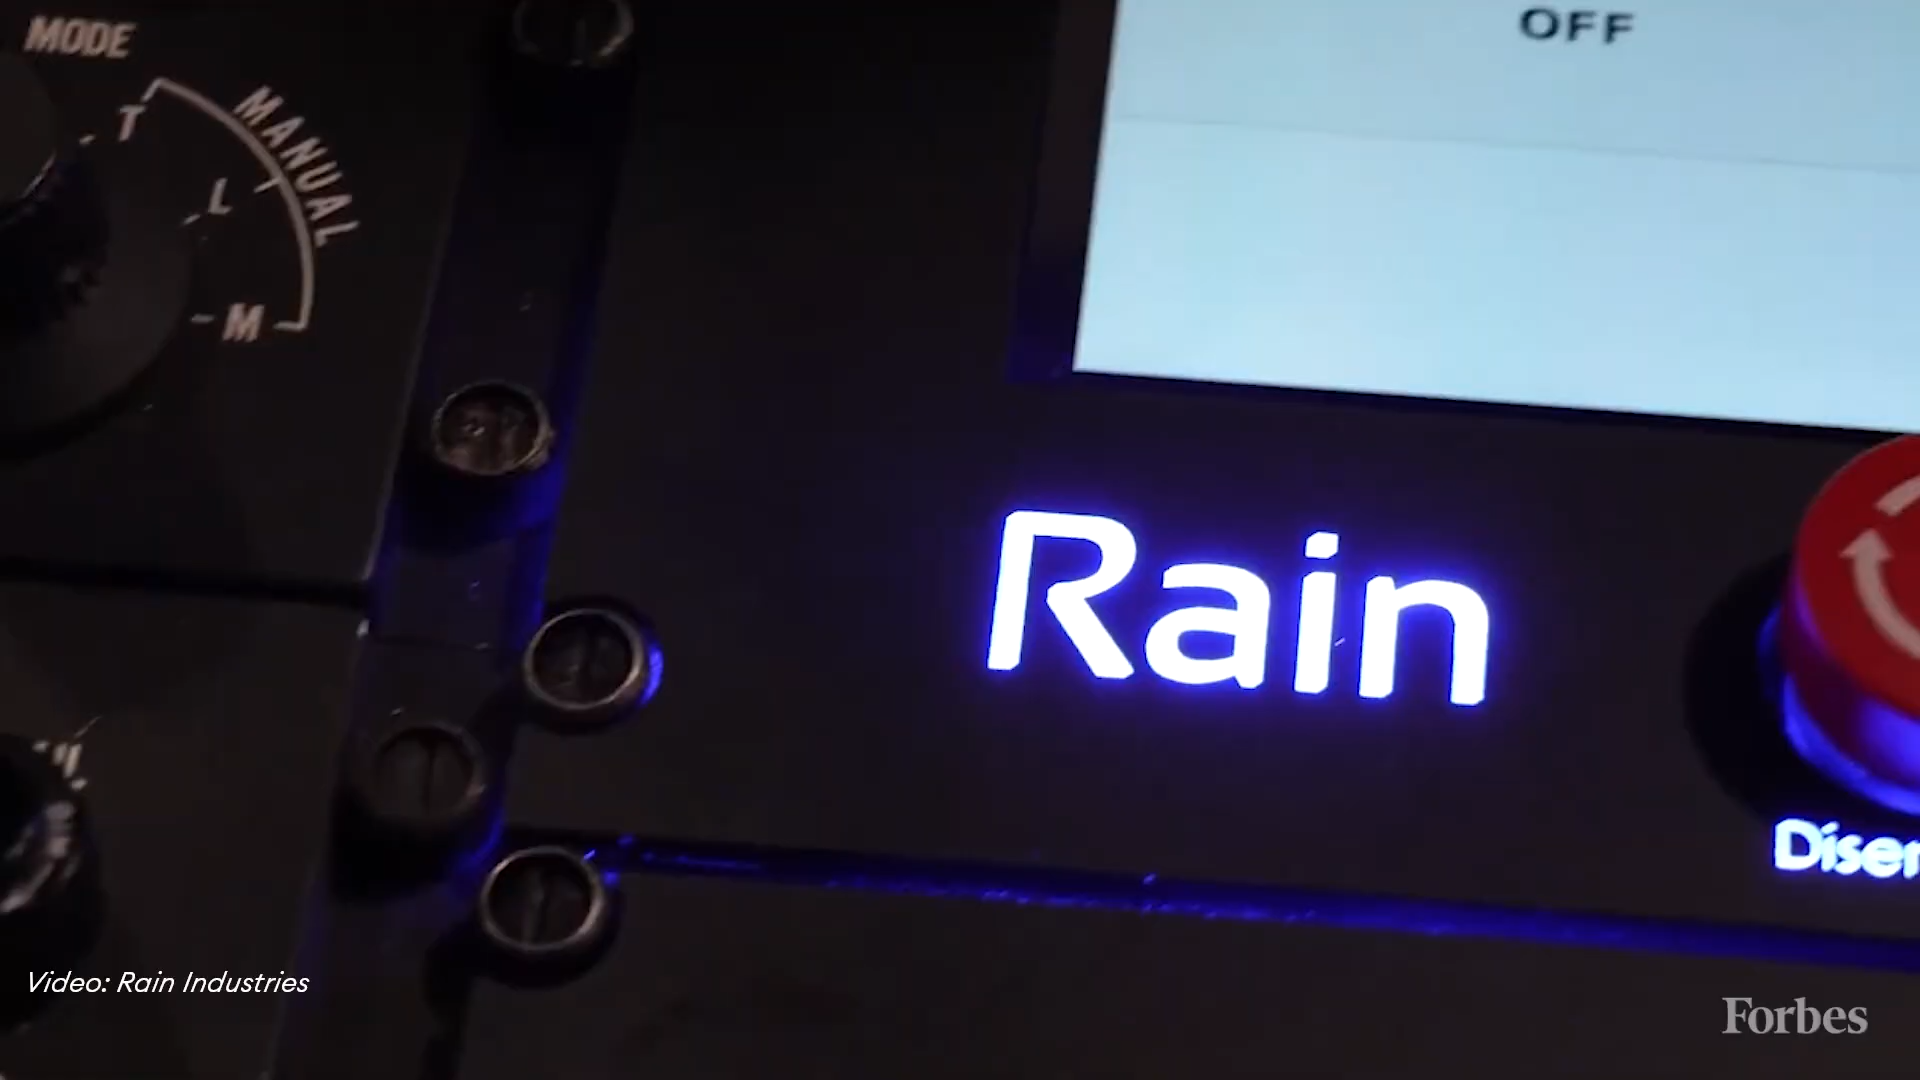 MODE
T
MANUAL
L
M
OFF
Rain
Video: Rain Industries
Forbes